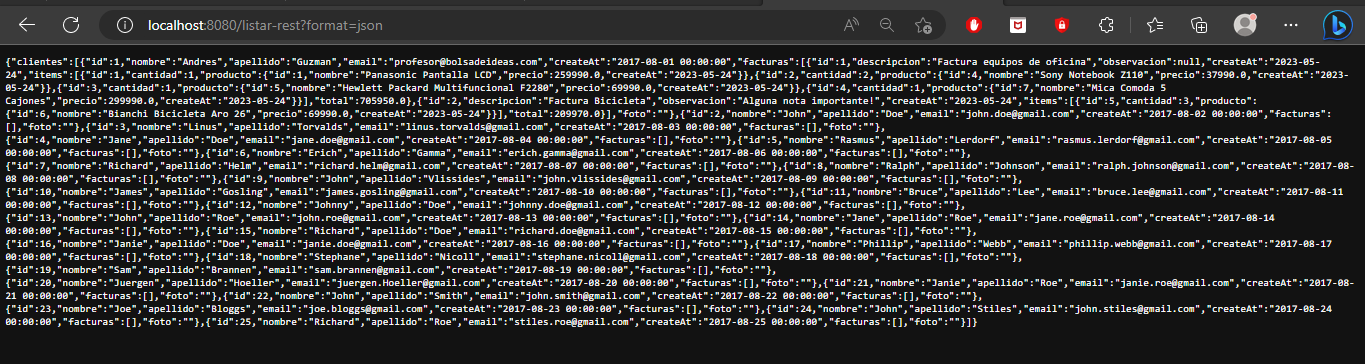 localhost:8080/listar-rest?format=json
{"clientes":[{"id":1,"nombre":"Andres","apellido":"Guzman","email":"profesor@bolsadeideas.com","createAt":"2017-08-01 00:00:00","facturas":[{"id":1,"descripcion":"Factura equipos de oficina","observacion":null,"createAt":"2023-05-
24","items":[{"id":1,"cantidad":1,"producto":{"id":1,"nombre":"Panasonic Pantalla LCD","precio":259990.0,"createAt":"2023-05-24"}},{"id":2,"cantidad":2,"producto":{"id":4,"nombre":"Sony Notebook Z110","precio":37990.0,"createAt":"2023-
05-24"}},{"id":3,"cantidad":1,"producto":{"id":5,"nombre":"Hewlett Packard Multifuncional F2280","precio":69990.0,"createAt":"2023-05-24"}},{"id":4,"cantidad":1,"producto":{"id":7,"nombre":"Mica Comoda 5
Cajones","precio":299990.0,"createAt":"2023-05-24"}}],"total":705950.0},{"id":2,"descripcion":"Factura Bicicleta","observacion":"Alguna nota importante!","createAt":"2023-05-24","items":[{"id":5,"cantidad":3,"producto":
{"id":6,"nombre":"Bianchi Bicicleta Aro 26","precio":69990.0,"createAt":"2023-05-24"}}],"total":209970.0}],"foto":""},{"id":2,"nombre":"John","apellido":"Doe","email":"john.doe@gmail.com","createAt":"2017-08-02 00:00:00","facturas":
[],"foto":""},{"id":3,"nombre":"Linus","apellido":"Torvalds","email":"linus.torvalds@gmail.com","createAt":"2017-08-03 00:00:00","facturas":[],"foto":""},
{"id":4,"nombre":"Jane","apellido":"Doe","email":"jane.doe@gmail.com","createAt":"2017-08-04 00:00:00","facturas":[],"foto":""},{"id":5,"nombre":"Rasmus","apellido":"Lerdorf","email":"rasmus.lerdorf@gmail.com","createAt":"2017-08-05
00:00:00","facturas":[],"foto":""},{"id":6,"nombre":"Erich","apellido":"Gamma","email":"erich.gamma@gmail.com","createAt":"2017-08-06 00:00:00","facturas":[],"foto":""},
{"id":7,"nombre":"Richard","apellido":"Helm","email":"richard.helm@gmail.com","createAt":"2017-08-07 00:00:00","facturas":[],"foto":""},{"id":8,"nombre":"Ralph","apellido":"Johnson","email":"ralph.johnson@gmail.com","createAt":"2017-08-
08 00:00:00","facturas":[],"foto":""},{"id":9,"nombre":"John","apellido":"Vlissides","email":"john.vlissides@gmail.com","createAt":"2017-08-09 00:00:00","facturas":[],"foto":""},
{"id":10,"nombre":"James","apellido":"Gosling","email":"james.gosling@gmail.com","createAt":"2017-08-10 00:00:00","facturas":[],"foto":""},{"id":11,"nombre":"Bruce","apellido":"Lee","email":"bruce.lee@gmail.com","createAt":"2017-08-11
00:00:00","facturas":[],"foto":""},{"id":12,"nombre":"Johnny","apellido":"Doe","email":"johnny.doe@gmail.com","createAt":"2017-08-12 00:00:00","facturas":[],"foto":""},
{"id":13,"nombre":"John","apellido":"Roe","email":"john.roe@gmail.com","createAt":"2017-08-13 00:00:00","facturas":[],"foto":""},{"id":14,"nombre":"Jane","apellido":"Roe","email":"jane.roe@gmail.com","createAt":"2017-08-14
00:00:00","facturas":[],"foto":""},{"id":15,"nombre":"Richard","apellido":"Doe","email":"richard.doe@gmail.com","createAt":"2017-08-15 00:00:00","facturas":[],"foto":""},
{"id":16,"nombre":"Janie","apellido":"Doe","email":"janie.doe@gmail.com","createAt":"2017-08-16 00:00:00","facturas":[],"foto":""},{"id":17,"nombre":"Phillip","apellido":"Webb","email":"phillip.webb@gmail.com","createAt":"2017-08-17
00:00:00","facturas":[],"foto":""},{"id":18,"nombre":"Stephane","apellido":"Nicoll","email":"stephane.nicoll@gmail.com","createAt":"2017-08-18 00:00:00","facturas":[],"foto":""},
{"id":19,"nombre":"Sam","apellido":"Brannen","email":"sam.brannen@gmail.com","createAt":"2017-08-19 00:00:00","facturas":[],"foto":""},
{"id":20,"nombre":"Juergen","apellido":"Hoeller","email":"juergen.Hoeller@gmail.com","createAt":"2017-08-20 00:00:00","facturas":[],"foto":""},{"id":21,"nombre":"Janie","apellido":"Roe","email":"janie.roe@gmail.com","createAt":"2017-08-
21 00:00:00","facturas":[],"foto":""},{"id":22,"nombre":"John","apellido":"Smith","email":"john.smith@gmail.com","createAt":"2017-08-22 00:00:00","facturas":[],"foto":""},
{"id":23,"nombre":"Joe","apellido":"Bloggs","email":"joe.bloggs@gmail.com","createAt":"2017-08-23 00:00:00","facturas":[],"foto":""},{"id":24,"nombre":"John","apellido":"Stiles","email":"john.stiles@gmail.com","createAt":"2017-08-24
00:00:00","facturas":[],"foto":""},{"id":25,"nombre":"Richard","apellido":"Roe","email":"stiles.roe@gmail.com","createAt":"2017-08-25 00:00:00","facturas":[],"foto":""}]}